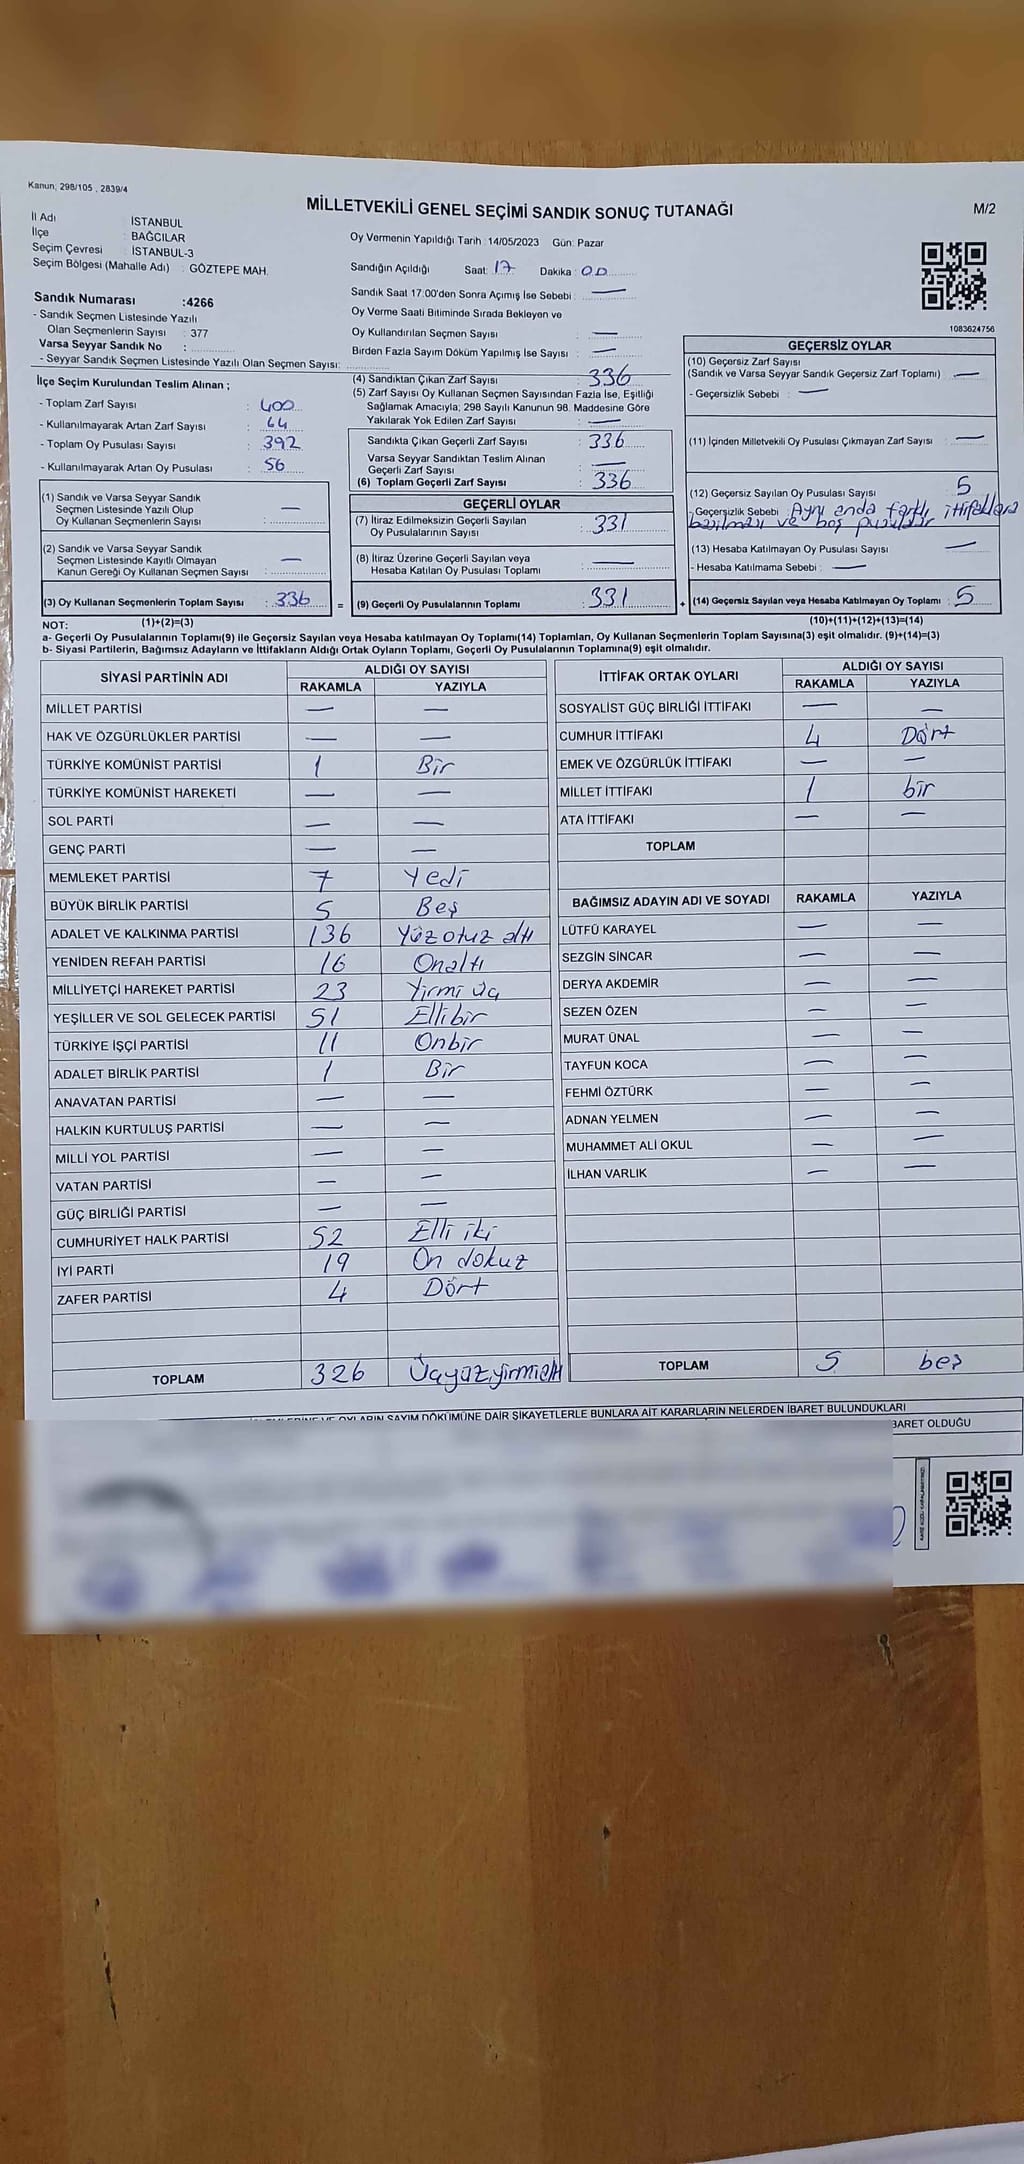 Kanun, 298/105 , 2839/4
MİLLETVEKİLİ GENEL SEÇİMİ SANDIK SONUÇ TUTANAĞI
M/2
İl Adı : İSTANBUL
İlçe : BAĞCILAR
Seçim Çevresi : İSTANBUL-3
Seçim Bölgesi (Mahalle Adı) : GÖZTEPE MAH.
Sandık Numarası :4266
- Sandık Seçmen Listesinde Yazılı
Olan Seçmenlerin Sayısı : 377
Varsa Seyyar Sandık No :
- Seyyar Sandık Seçmen Listesinde Yazılı Olan Seçmen Sayısı:
Oy Vermenin Yapıldığı Tarih :14/05/2023 Gün: Pazar
Sandığın Açıldığı Saat: 17 Dakika : 00
Sandık Saat 17:00'den Sonra Açılmış İse Sebebi : —
Oy Verme Saati Bitiminde Sırada Bekleyen ve
Oy Kullandırılan Seçmen Sayısı : —
Birden Fazla Sayım Döküm Yapılmış İse Sayısı : —
1083624756
İlçe Seçim Kurulundan Teslim Alınan ;
- Toplam Zarf Sayısı : 400
- Kullanılmayarak Artan Zarf Sayısı : 64
- Toplam Oy Pusulası Sayısı : 392
- Kullanılmayarak Artan Oy Pusulası : 56
(4) Sandıktan Çıkan Zarf Sayısı : 336
(5) Zarf Sayısı Oy Kullanan Seçmen Sayısından Fazla İse, Eşitliği
Sağlamak Amacıyla; 298 Sayılı Kanunun 98. Maddesine Göre
Yakılarak Yok Edilen Zarf Sayısı : —
Sandıkta Çıkan Geçerli Zarf Sayısı : 336
Varsa Seyyar Sandıktan Teslim Alınan
Geçerli Zarf Sayısı : —
(6) Toplam Geçerli Zarf Sayısı : 336
GEÇERSİZ OYLAR
(10) Geçersiz Zarf Sayısı
(Sandık ve Varsa Seyyar Sandık Geçersiz Zarf Toplamı) : —
- Geçersizlik Sebebi : —
(11) İçinden Milletvekili Oy Pusulası Çıkmayan Zarf Sayısı : —
(12) Geçersiz Sayılan Oy Pusulası Sayısı : 5
- Geçersizlik Sebebi : Aynı anda farklı ittifaklara
basılması ve boş pusulalar
(13) Hesaba Katılmayan Oy Pusulası Sayısı : —
- Hesaba Katılmama Sebebi : —
(14) Geçersiz Sayılan veya Hesaba Katılmayan Oy Toplamı : 5
(1) Sandık ve Varsa Seyyar Sandık
Seçmen Listesinde Yazılı Olup
Oy Kullanan Seçmenlerin Sayısı : —
(2) Sandık ve Varsa Seyyar Sandık
Seçmen Listesinde Kayıtlı Olmayan
Kanun Gereği Oy Kullanan Seçmen Sayısı : —
(3) Oy Kullanan Seçmenlerin Toplam Sayısı : 336 =
GEÇERLİ OYLAR
(7) İtiraz Edilmeksizin Geçerli Sayılan
Oy Pusulalarının Sayısı : 331
(8) İtiraz Üzerine Geçerli Sayılan veya
Hesaba Katılan Oy Pusulası Toplamı : —
(9) Geçerli Oy Pusulalarının Toplamı : 331 +
NOT: (1)+(2)=(3) (10)+(11)+(12)+(13)=(14)
a- Geçerli Oy Pusulalarının Toplamı(9) ile Geçersiz Sayılan veya Hesaba katılmayan Oy Toplamı(14) Toplamları, Oy Kullanan Seçmenlerin Toplam Sayısına(3) eşit olmalıdır. (9)+(14)=(3)
b- Siyasi Partilerin, Bağımsız Adayların ve İttifakların Aldığı Ortak Oyların Toplamı, Geçerli Oy Pusulalarının Toplamına(9) eşit olmalıdır.
SİYASİ PARTİNİN ADI ALDIĞI OY SAYISI
RAKAMLA YAZIYLA
MİLLET PARTİSİ — —
HAK VE ÖZGÜRLÜKLER PARTİSİ — —
TÜRKİYE KOMÜNİST PARTİSİ 1 Bir
TÜRKİYE KOMÜNİST HAREKETİ — —
SOL PARTİ — —
GENÇ PARTİ — —
MEMLEKET PARTİSİ 7 Yedi
BÜYÜK BİRLİK PARTİSİ 5 Beş
ADALET VE KALKINMA PARTİSİ 136 Yüz otuz altı
YENİDEN REFAH PARTİSİ 16 Onaltı
MİLLİYETÇİ HAREKET PARTİSİ 23 Yirmi üç
YEŞİLLER VE SOL GELECEK PARTİSİ 51 Ellibir
TÜRKİYE İŞÇİ PARTİSİ 11 Onbir
ADALET BİRLİK PARTİSİ 1 Bir
ANAVATAN PARTİSİ — —
HALKIN KURTULUŞ PARTİSİ — —
MİLLİ YOL PARTİSİ — —
VATAN PARTİSİ — —
GÜÇ BİRLİĞİ PARTİSİ — —
CUMHURİYET HALK PARTİSİ 52 Elli iki
İYİ PARTİ 19 On dokuz
ZAFER PARTİSİ 4 Dört
TOPLAM 326 Üçyüzyirmialtı
İTTİFAK ORTAK OYLARI ALDIĞI OY SAYISI
RAKAMLA YAZIYLA
SOSYALİST GÜÇ BİRLİĞİ İTTİFAKI — —
CUMHUR İTTİFAKI 4 Dört
EMEK VE ÖZGÜRLÜK İTTİFAKI — —
MİLLET İTTİFAKI 1 bir
ATA İTTİFAKI — —
TOPLAM
BAĞIMSIZ ADAYIN ADI VE SOYADI RAKAMLA YAZIYLA
LÜTFÜ KARAYEL — —
SEZGİN SİNCAR — —
DERYA AKDEMİR — —
SEZEN ÖZEN — —
MURAT ÜNAL — —
TAYFUN KOCA — —
FEHMİ ÖZTÜRK — —
ADNAN YELMEN — —
MUHAMMET ALİ OKUL — —
İLHAN VARLIK — —
TOPLAM 5 beş
OYLARIN SAYIM DÖKÜMÜNE DAİR ŞİKAYETLERLE BUNLARA AİT KARARLARIN NELERDEN İBARET BULUNDUKLARI
OLDUĞU